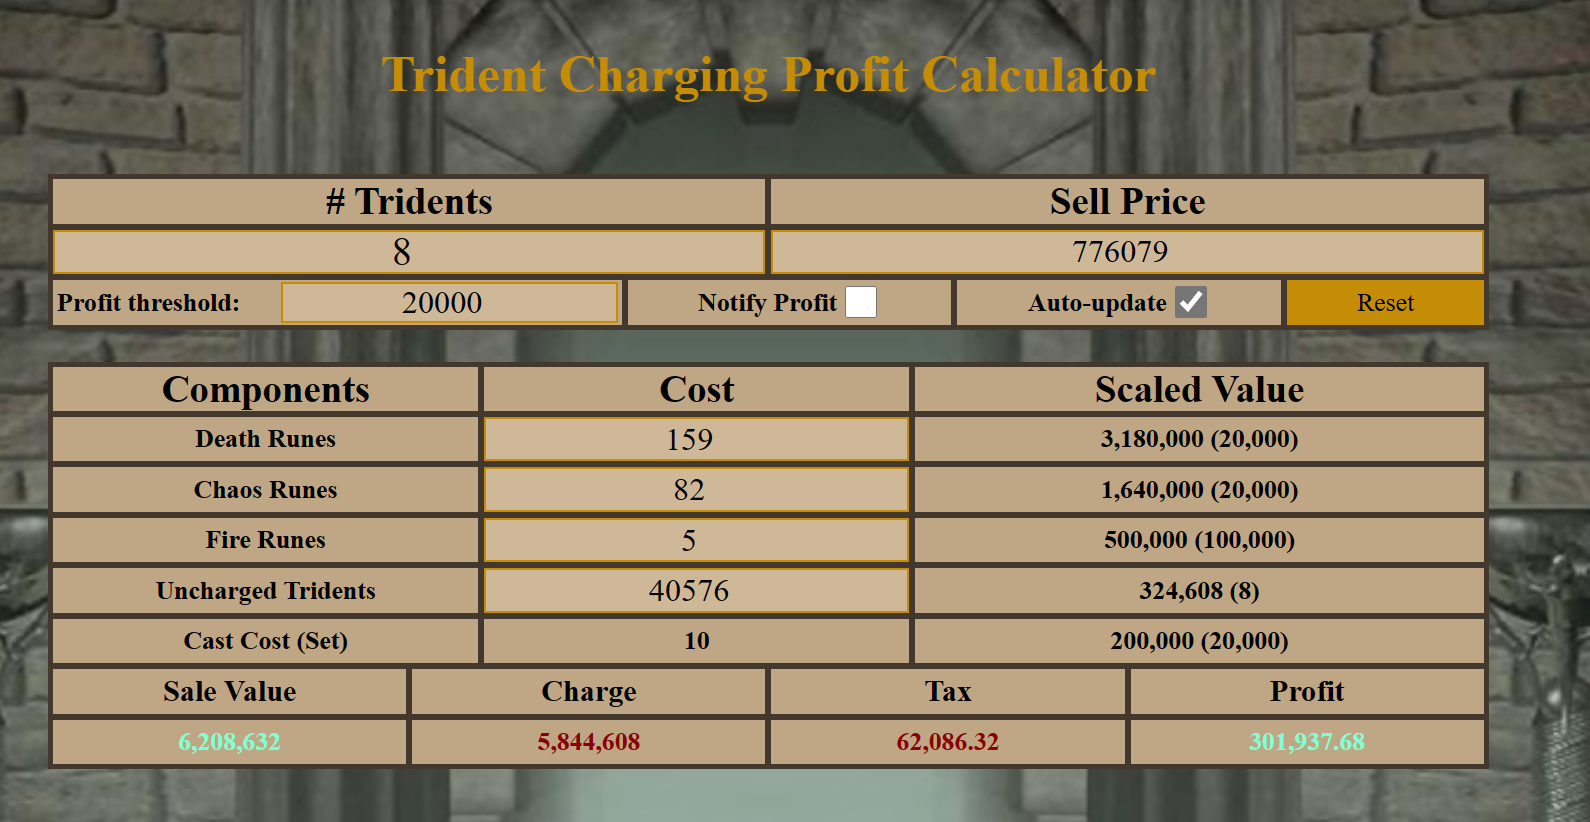 Trident Charging Profit Calculator
# Tridents Sell Price
8 776079
Profit threshold: 20000 Notify Profit Auto-update Reset
Components Cost Scaled Value
Death Runes 159 3,180,000 (20,000)
Chaos Runes 82 1,640,000 (20,000)
Fire Runes 5 500,000 (100,000)
Uncharged Tridents 40576 324,608 (8)
Cast Cost (Set) 10 200,000 (20,000)
Sale Value Charge Tax Profit
6,208,632 5,844,608 62,086.32 301,937.68